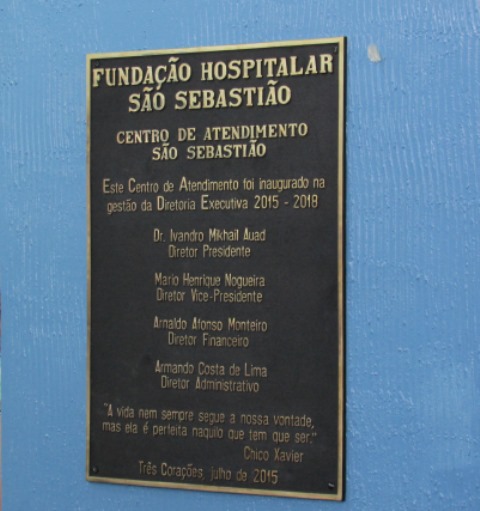 FUNDAÇÃO HOSPITALAR
SÃO SEBASTIÃO
CENTRO DE ATENDIMENTO
SÃO SEBASTIÃO
Este Centro de Atendimento foi inaugurado na
gestão da Diretoria Executiva 2015 - 2018
Dr. Ivandro Mikhail Auad
Diretor Presidente
Mario Henrique Nogueira
Diretor Vice-Presidente
Arnaldo Afonso Monteiro
Diretor Financeiro
Armando Costa de Lima
Diretor Administrativo
"A vida nem sempre segue a nossa vontade,
mas ela é perfeita naquilo que tem que ser."
Chico Xavier
Três Corações, julho de 2015